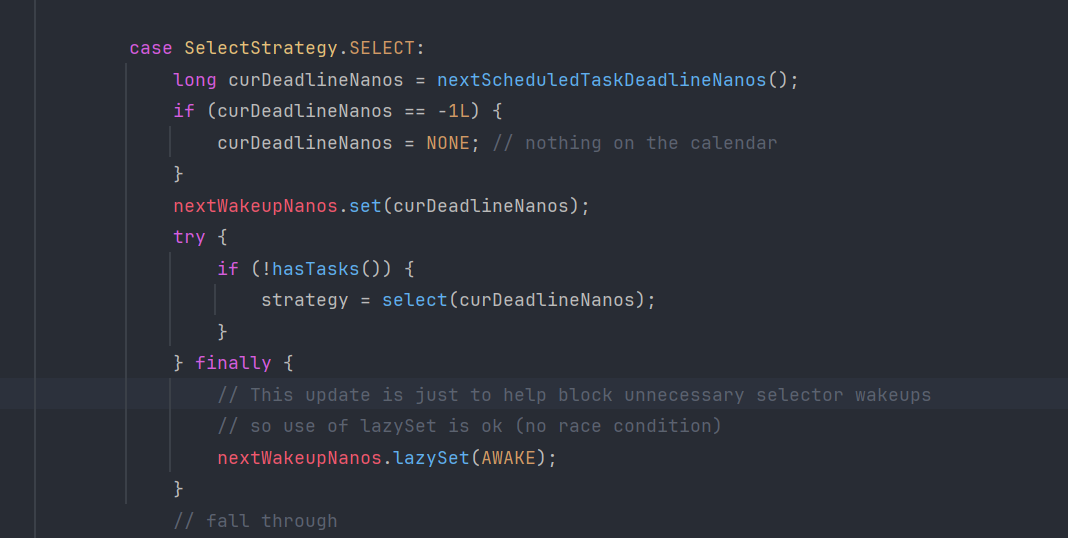 case SelectStrategy.SELECT:
long curDeadlineNanos = nextScheduledTaskDeadlineNanos();
if (curDeadlineNanos == -1L) {
curDeadlineNanos = NONE; // nothing on the calendar
}
nextWakeupNanos.set(curDeadlineNanos);
try {
if (!hasTasks()) {
strategy = select(curDeadlineNanos);
}
} finally {
// This update is just to help block unnecessary selector wakeups
// so use of lazySet is ok (no race condition)
nextWakeupNanos.lazySet(AWAKE);
}
// fall through